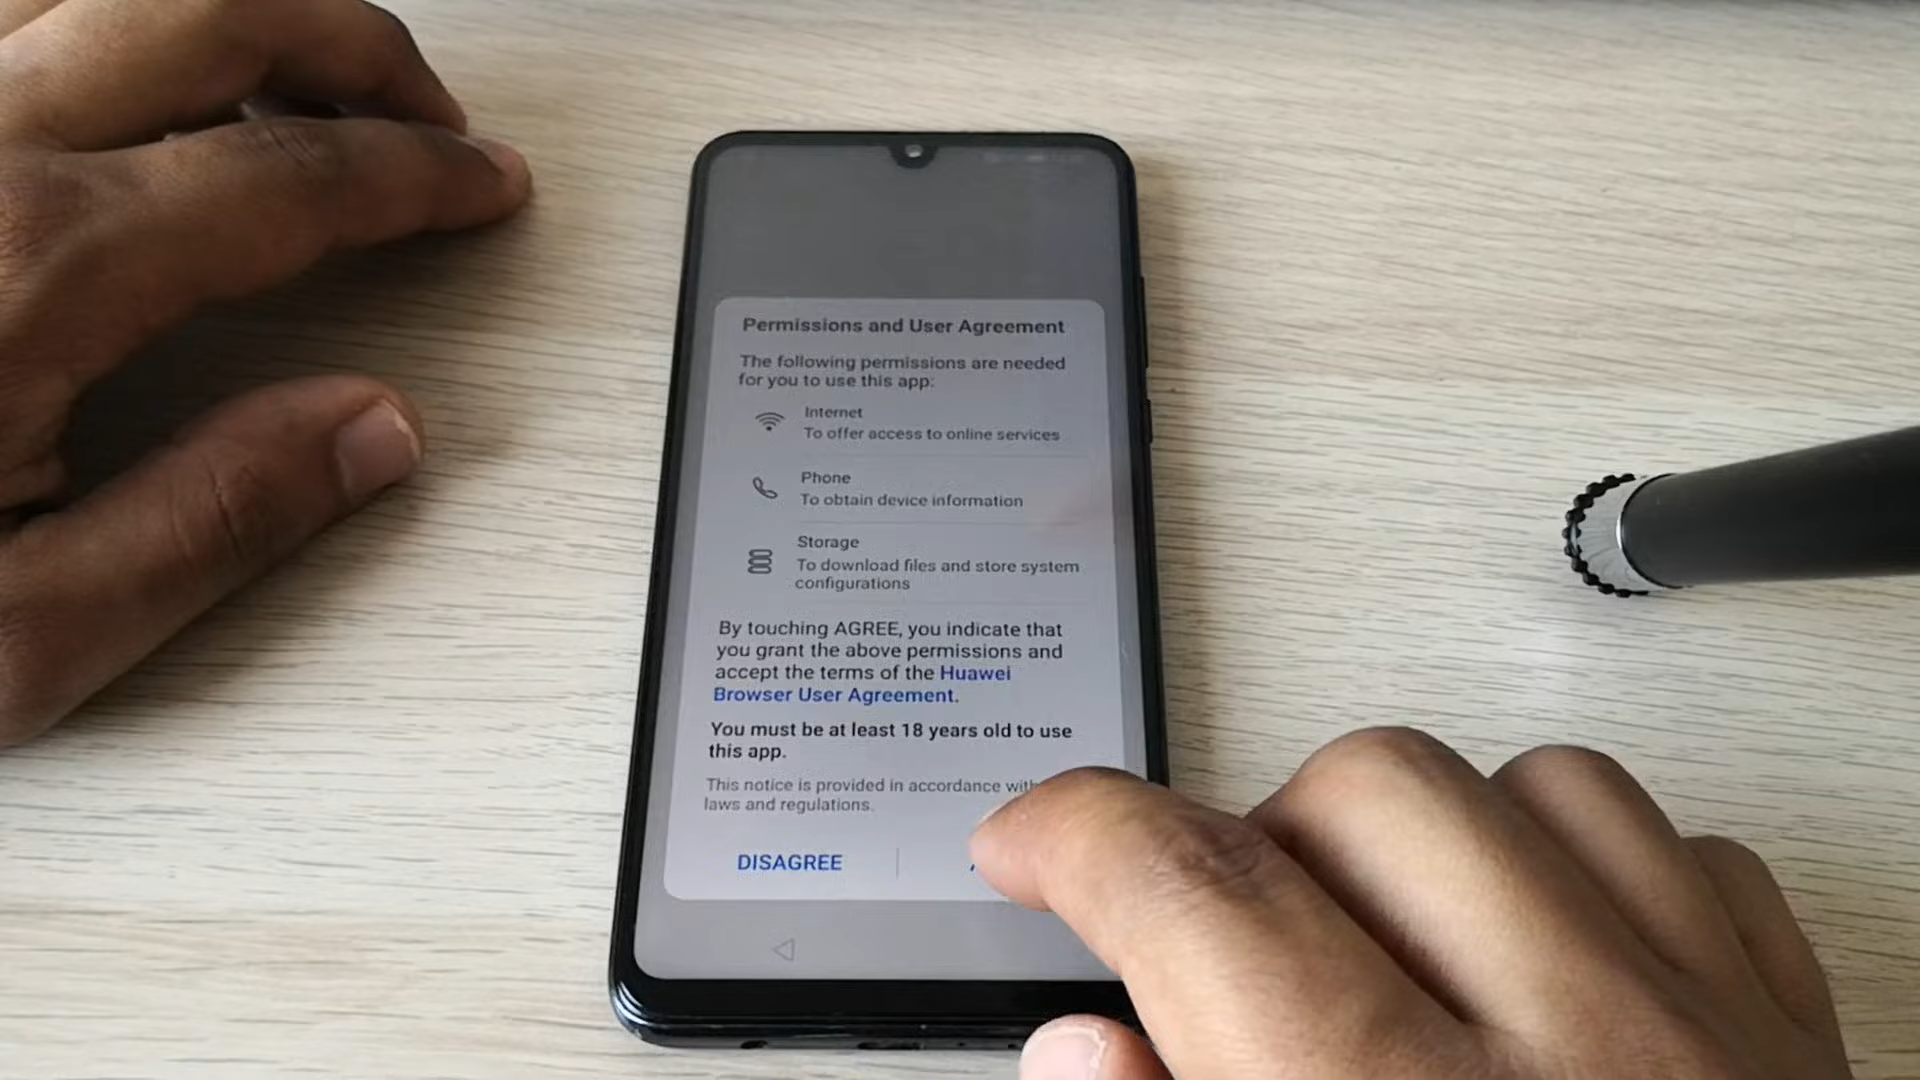 Permissions and User Agreement
The following permissions are needed
for you to use this app:
Internet
To offer access to online services
Phone
To obtain device information
Storage
To download files and store system
configurations
By touching AGREE, you indicate that
you grant the above permissions and
accept the terms of the Huawei
Browser User Agreement.
You must be at least 18 years old to use
this app.
This notice is provided in accordance with
laws and regulations.
DISAGREE